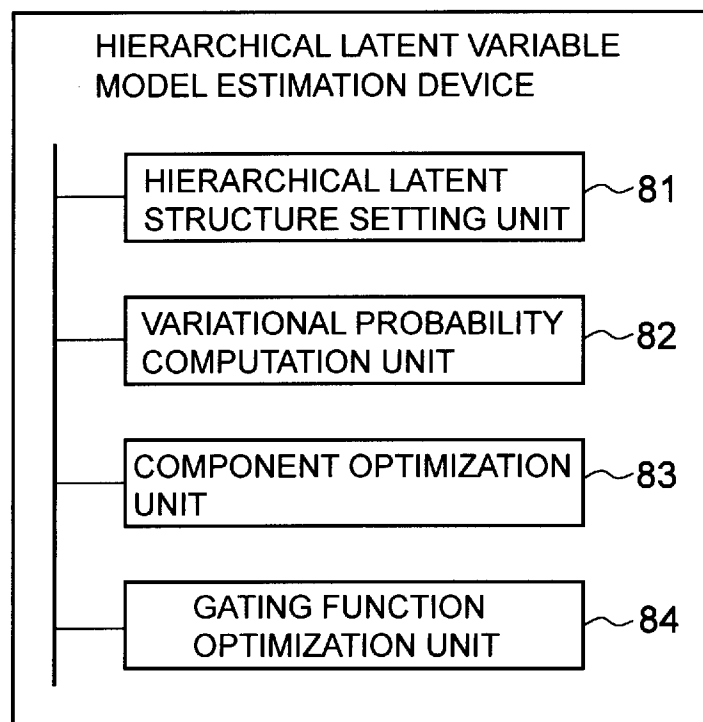 HIERARCHICAL LATENT VARIABLE
MODEL ESTIMATION DEVICE
HIERARCHICAL LATENT
STRUCTURE SETTING UNIT
81
VARIATIONAL PROBABILITY
COMPUTATION UNIT
82
COMPONENT OPTIMIZATION
UNIT
83
GATING FUNCTION
OPTIMIZATION UNIT
84